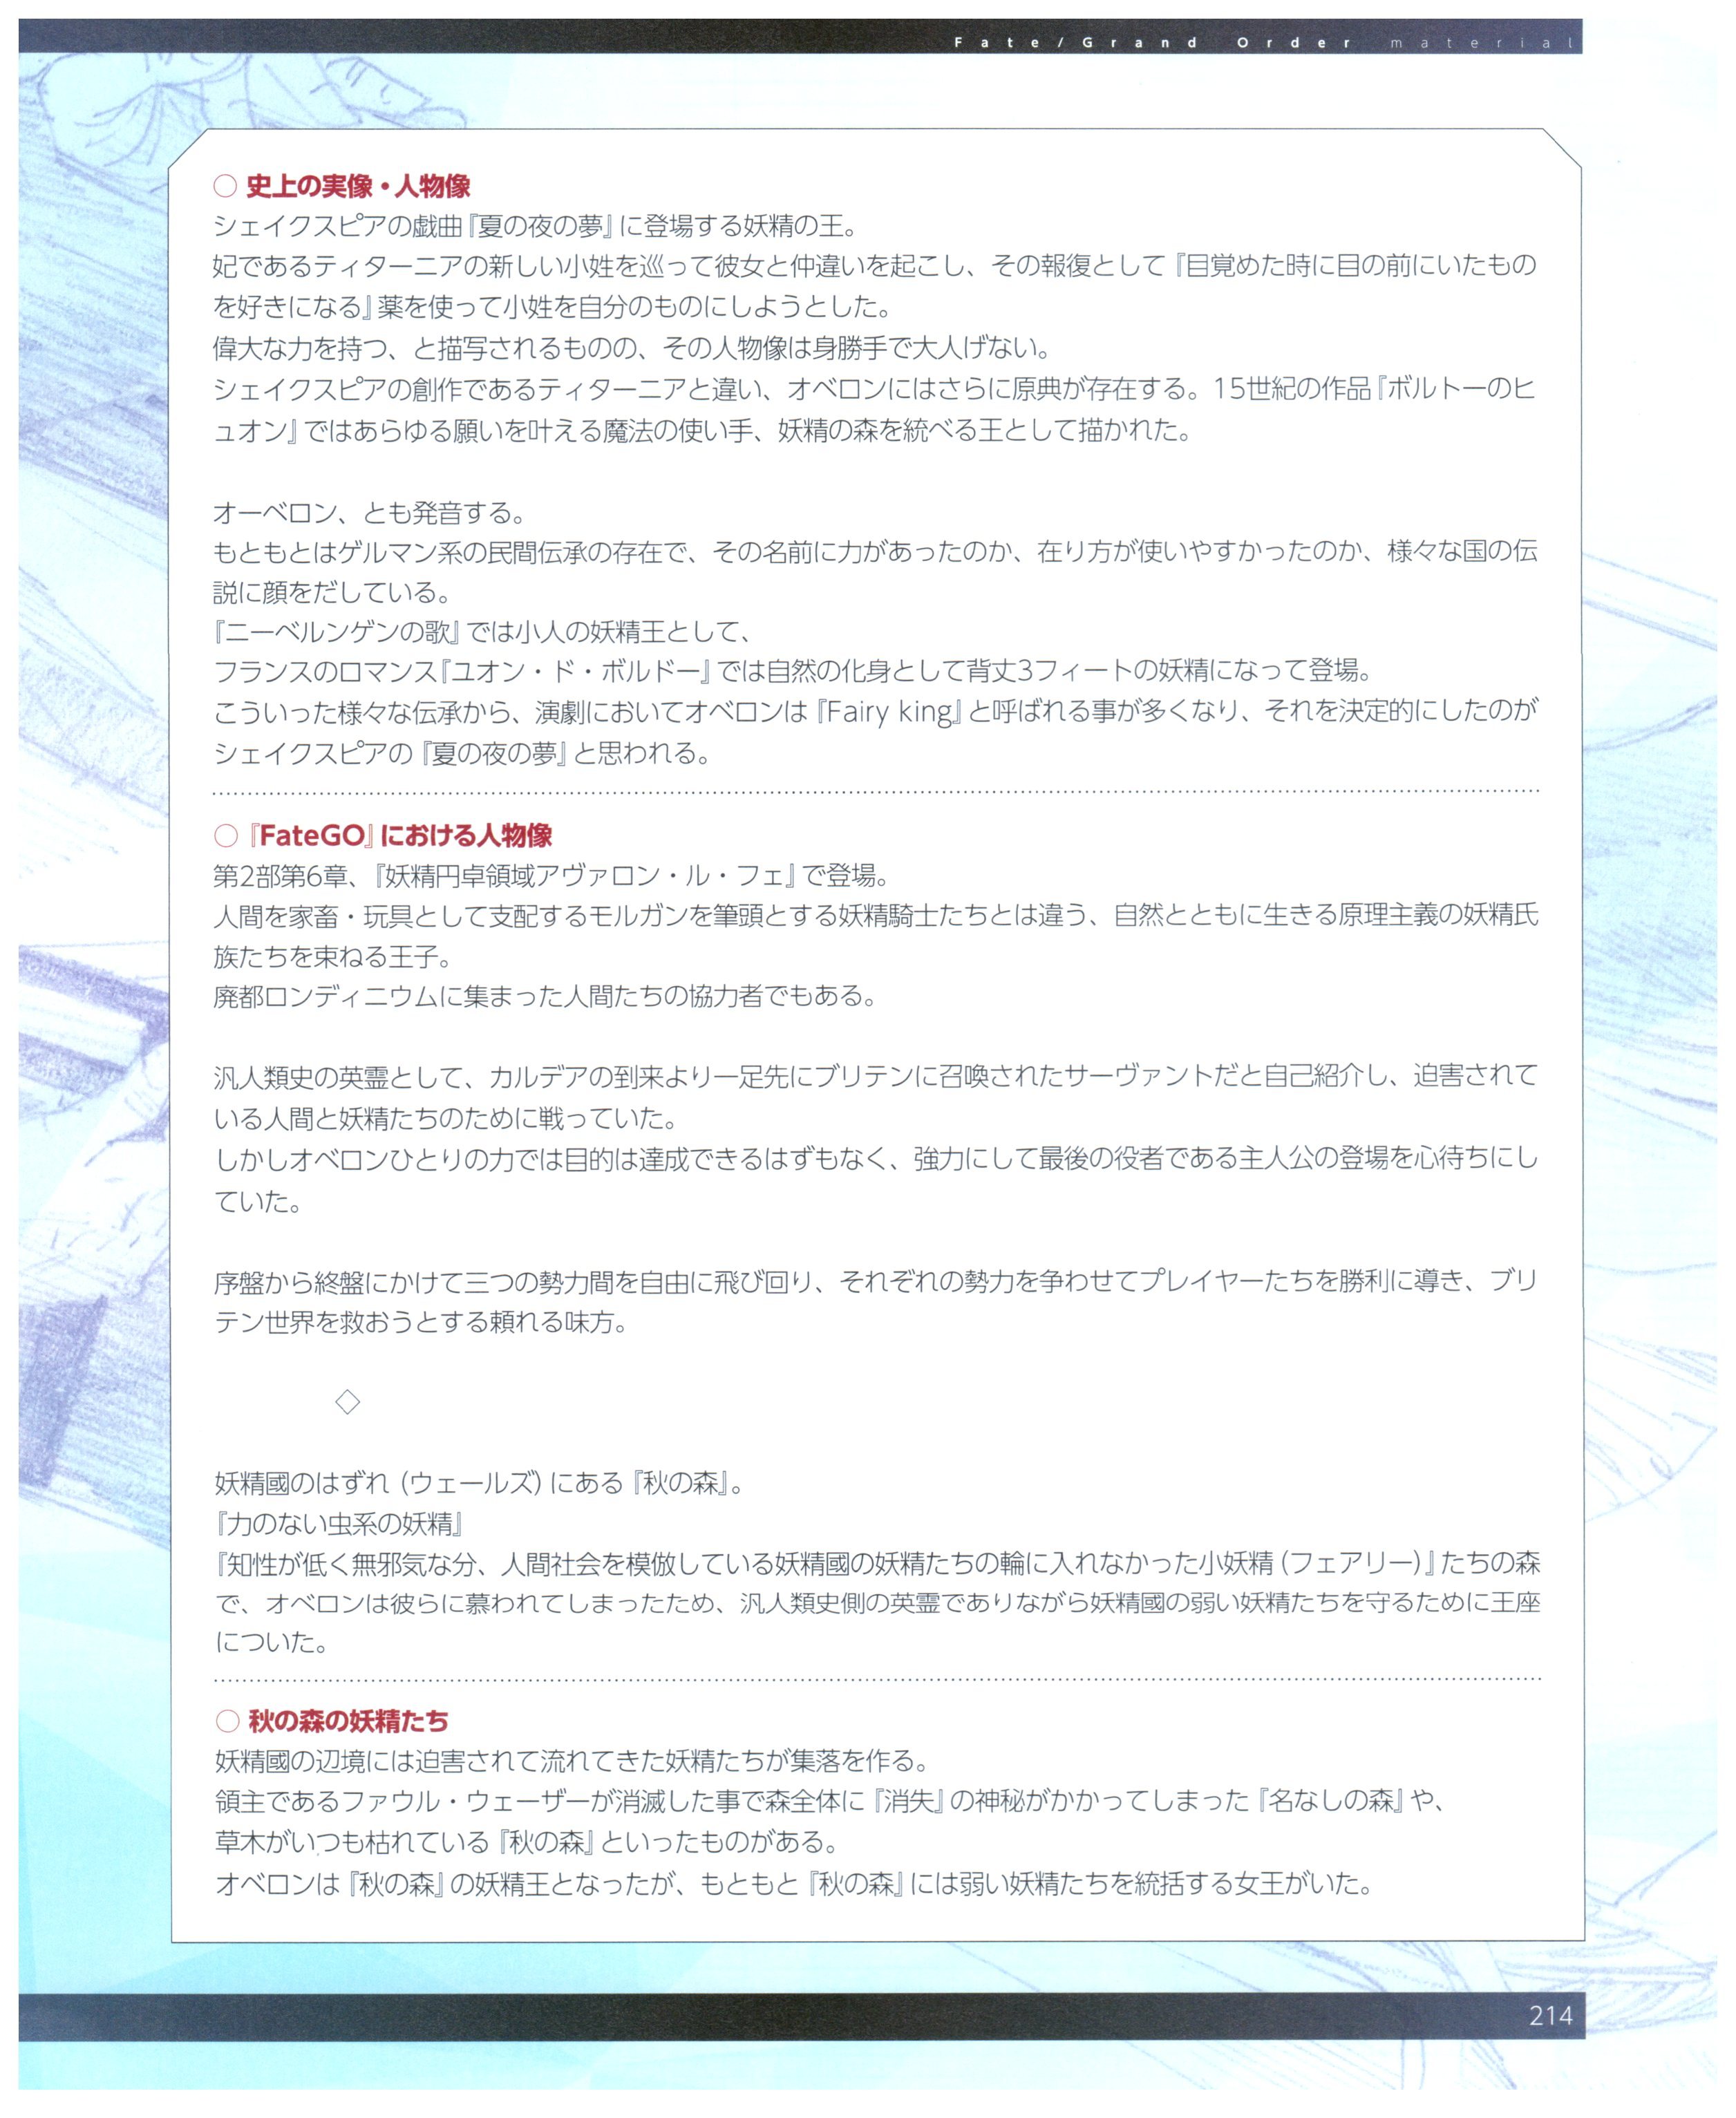 Fate/Grand Order material
○ 史上の実像・人物像
シェイクスピアの戯曲『夏の夜の夢』に登場する妖精の王。
妃であるティターニアの新しい小姓を巡って彼女と仲違いを起こし、その報復として『目覚めた時に目の前にいたもの
を好きになる』薬を使って小姓を自分のものにしようとした。
偉大な力を持つ、と描写されるものの、その人物像は身勝手で大人げない。
シェイクスピアの創作であるティターニアと違い、オベロンにはさらに原典が存在する。15世紀の作品『ボルトーのヒ
ュオン』ではあらゆる願いを叶える魔法の使い手、妖精の森を統べる王として描かれた。
オーベロン、とも発音する。
もともとはゲルマン系の民間伝承の存在で、その名前に力があったのか、在り方が使いやすかったのか、様々な国の伝
説に顔をだしている。
『ニーベルンゲンの歌』では小人の妖精王として、
フランスのロマンス『ユオン・ド・ボルドー』では自然の化身として背丈3フィートの妖精になって登場。
こういった様々な伝承から、演劇においてオベロンは『Fairy king』と呼ばれる事が多くなり、それを決定的にしたのが
シェイクスピアの『夏の夜の夢』と思われる。
○『FateGO』における人物像
第2部第6章、『妖精円卓領域アヴァロン・ル・フェ』で登場。
人間を家畜・玩具として支配するモルガンを筆頭とする妖精騎士たちとは違う、自然とともに生きる原理主義の妖精氏
族たちを束ねる王子。
廃都ロンディニウムに集まった人間たちの協力者でもある。
汎人類史の英霊として、カルデアの到来より一足先にブリテンに召喚されたサーヴァントだと自己紹介し、迫害されて
いる人間と妖精たちのために戦っていた。
しかしオベロンひとりの力では目的は達成できるはずもなく、強力にして最後の役者である主人公の登場を心待ちにし
ていた。
序盤から終盤にかけて三つの勢力間を自由に飛び回り、それぞれの勢力を争わせてプレイヤーたちを勝利に導き、ブリ
テン世界を救おうとする頼れる味方。
◇
妖精國のはずれ（ウェールズ）にある『秋の森』。
『力のない虫系の妖精』
『知性が低く無邪気な分、人間社会を模倣している妖精國の妖精たちの輪に入れなかった小妖精（フェアリー）』たちの森
で、オベロンは彼らに慕われてしまったため、汎人類史側の英霊でありながら妖精國の弱い妖精たちを守るために王座
についた。
○ 秋の森の妖精たち
妖精國の辺境には迫害されて流れてきた妖精たちが集落を作る。
領主であるファウル・ウェーザーが消滅した事で森全体に『消失』の神秘がかかってしまった『名なしの森』や、
草木がいつも枯れている『秋の森』といったものがある。
オベロンは『秋の森』の妖精王となったが、もともと『秋の森』には弱い妖精たちを統括する女王がいた。
214